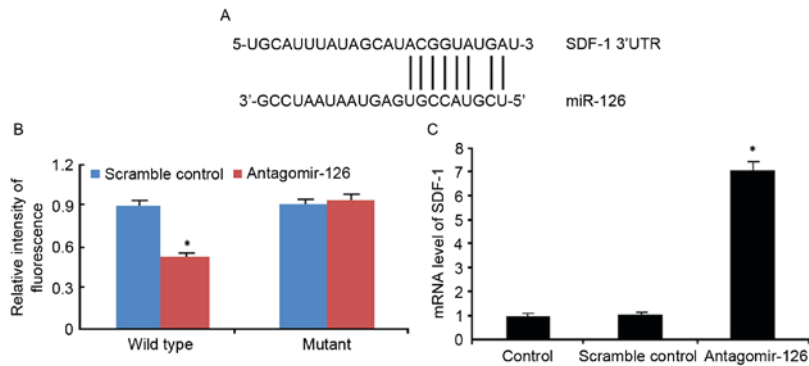 A
5-UGCAUUUAUAGCAUACGGUAUGAU-3 SDF-1 3'UTR
3'-GCCUAAUAAUGAGUGCCAUGCU-5' miR-126
B
Relative intensity of fluorescence
1.2
0.9
0.6
0.3
0
Scramble control Antagomir-126
*
Wild type Mutant
C
mRNA level of SDF-1
8
7
6
5
4
3
2
1
0
*
Control Scramble control Antagomir-126